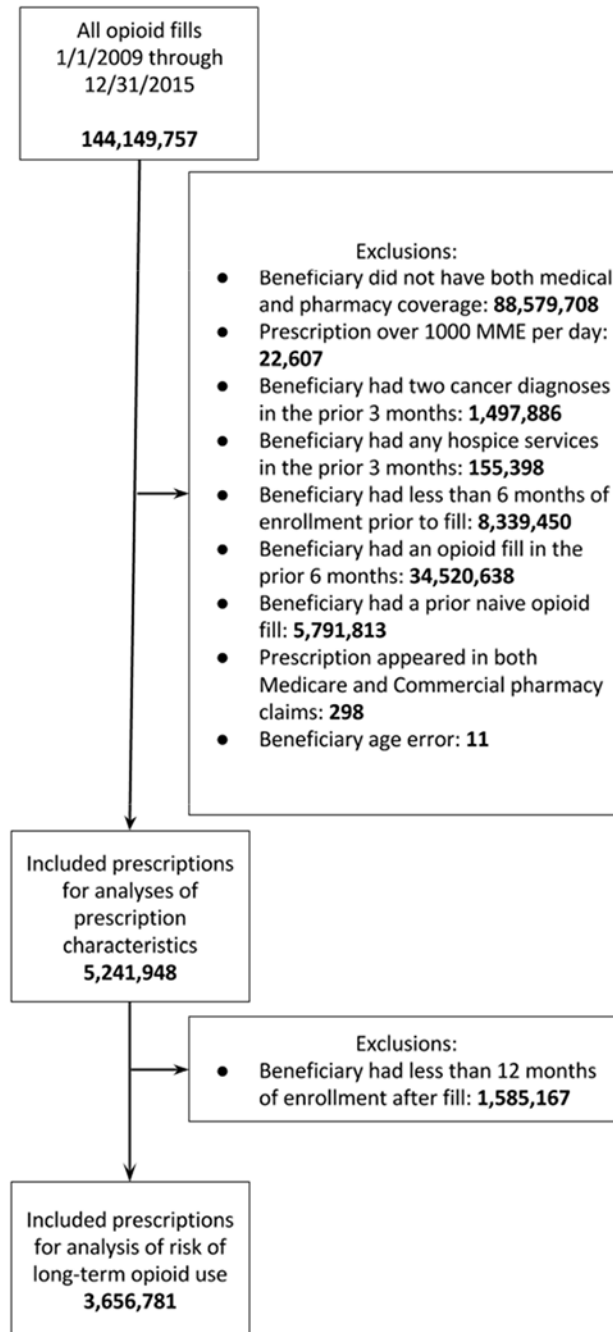 All opioid fills
1/1/2009 through
12/31/2015
144,149,757
Exclusions:
● Beneficiary did not have both medical
and pharmacy coverage: 88,579,708
● Prescription over 1000 MME per day:
22,607
● Beneficiary had two cancer diagnoses
in the prior 3 months: 1,497,886
● Beneficiary had any hospice services
in the prior 3 months: 155,398
● Beneficiary had less than 6 months of
enrollment prior to fill: 8,339,450
● Beneficiary had an opioid fill in the
prior 6 months: 34,520,638
● Beneficiary had a prior naive opioid
fill: 5,791,813
● Prescription appeared in both
Medicare and Commercial pharmacy
claims: 298
● Beneficiary age error: 11
Included prescriptions
for analyses of
prescription
characteristics
5,241,948
Exclusions:
● Beneficiary had less than 12 months
of enrollment after fill: 1,585,167
Included prescriptions
for analysis of risk of
long-term opioid use
3,656,781